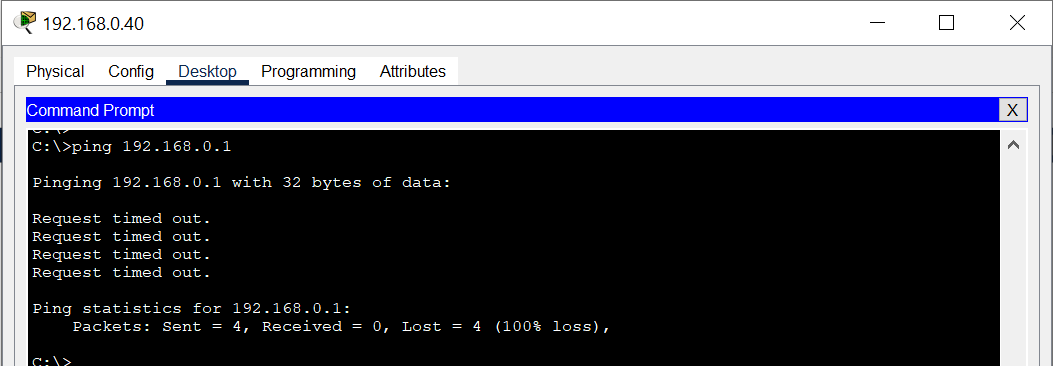 192.168.0.40
Physical Config Desktop Programming Attributes
Command Prompt X
C:\>
C:\>ping 192.168.0.1
Pinging 192.168.0.1 with 32 bytes of data:
Request timed out.
Request timed out.
Request timed out.
Request timed out.
Ping statistics for 192.168.0.1:
Packets: Sent = 4, Received = 0, Lost = 4 (100% loss),
C:\>